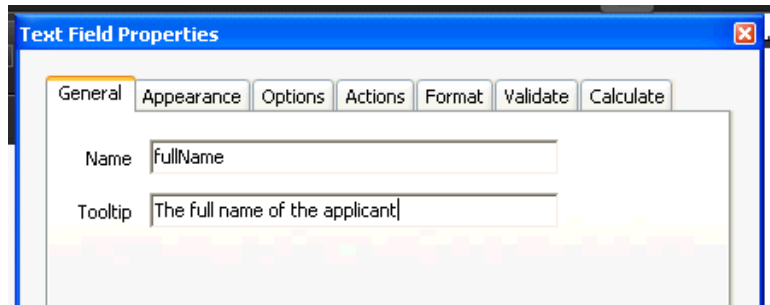 Text Field Properties
General Appearance Options Actions Format Validate Calculate
Name fullName
Tooltip The full name of the applicant